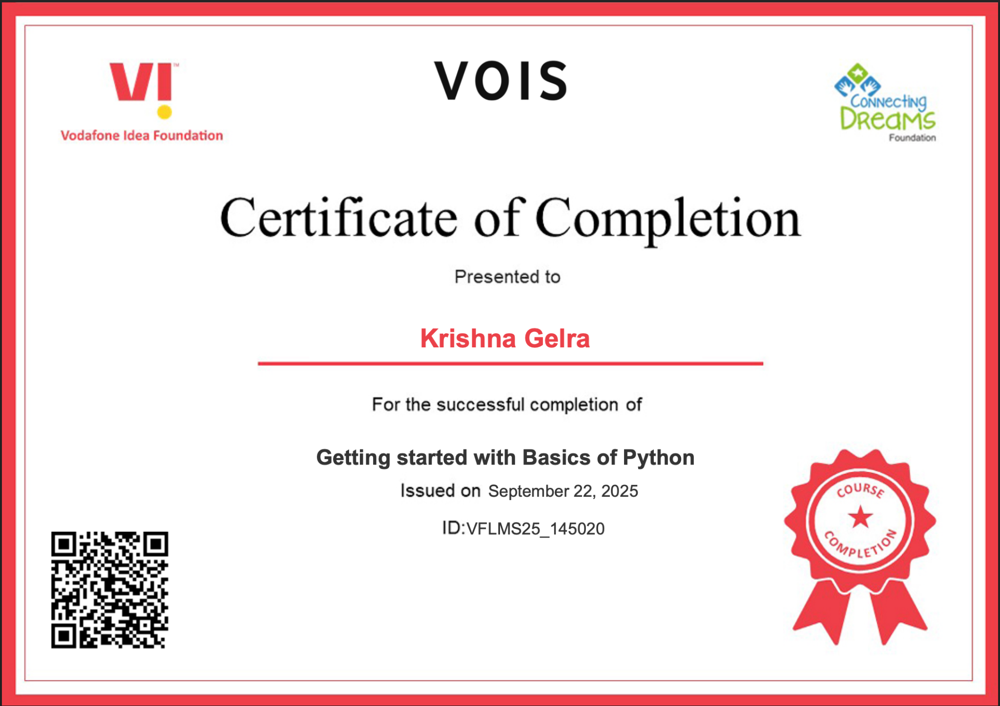 VI™
Vodafone Idea Foundation
VOIS
Connecting
Dreams
Foundation
Certificate of Completion
Presented to
Krishna Gelra
For the successful completion of
Getting started with Basics of Python
Issued on September 22, 2025
ID:VFLMS25_145020
COURSE
COMPLETION